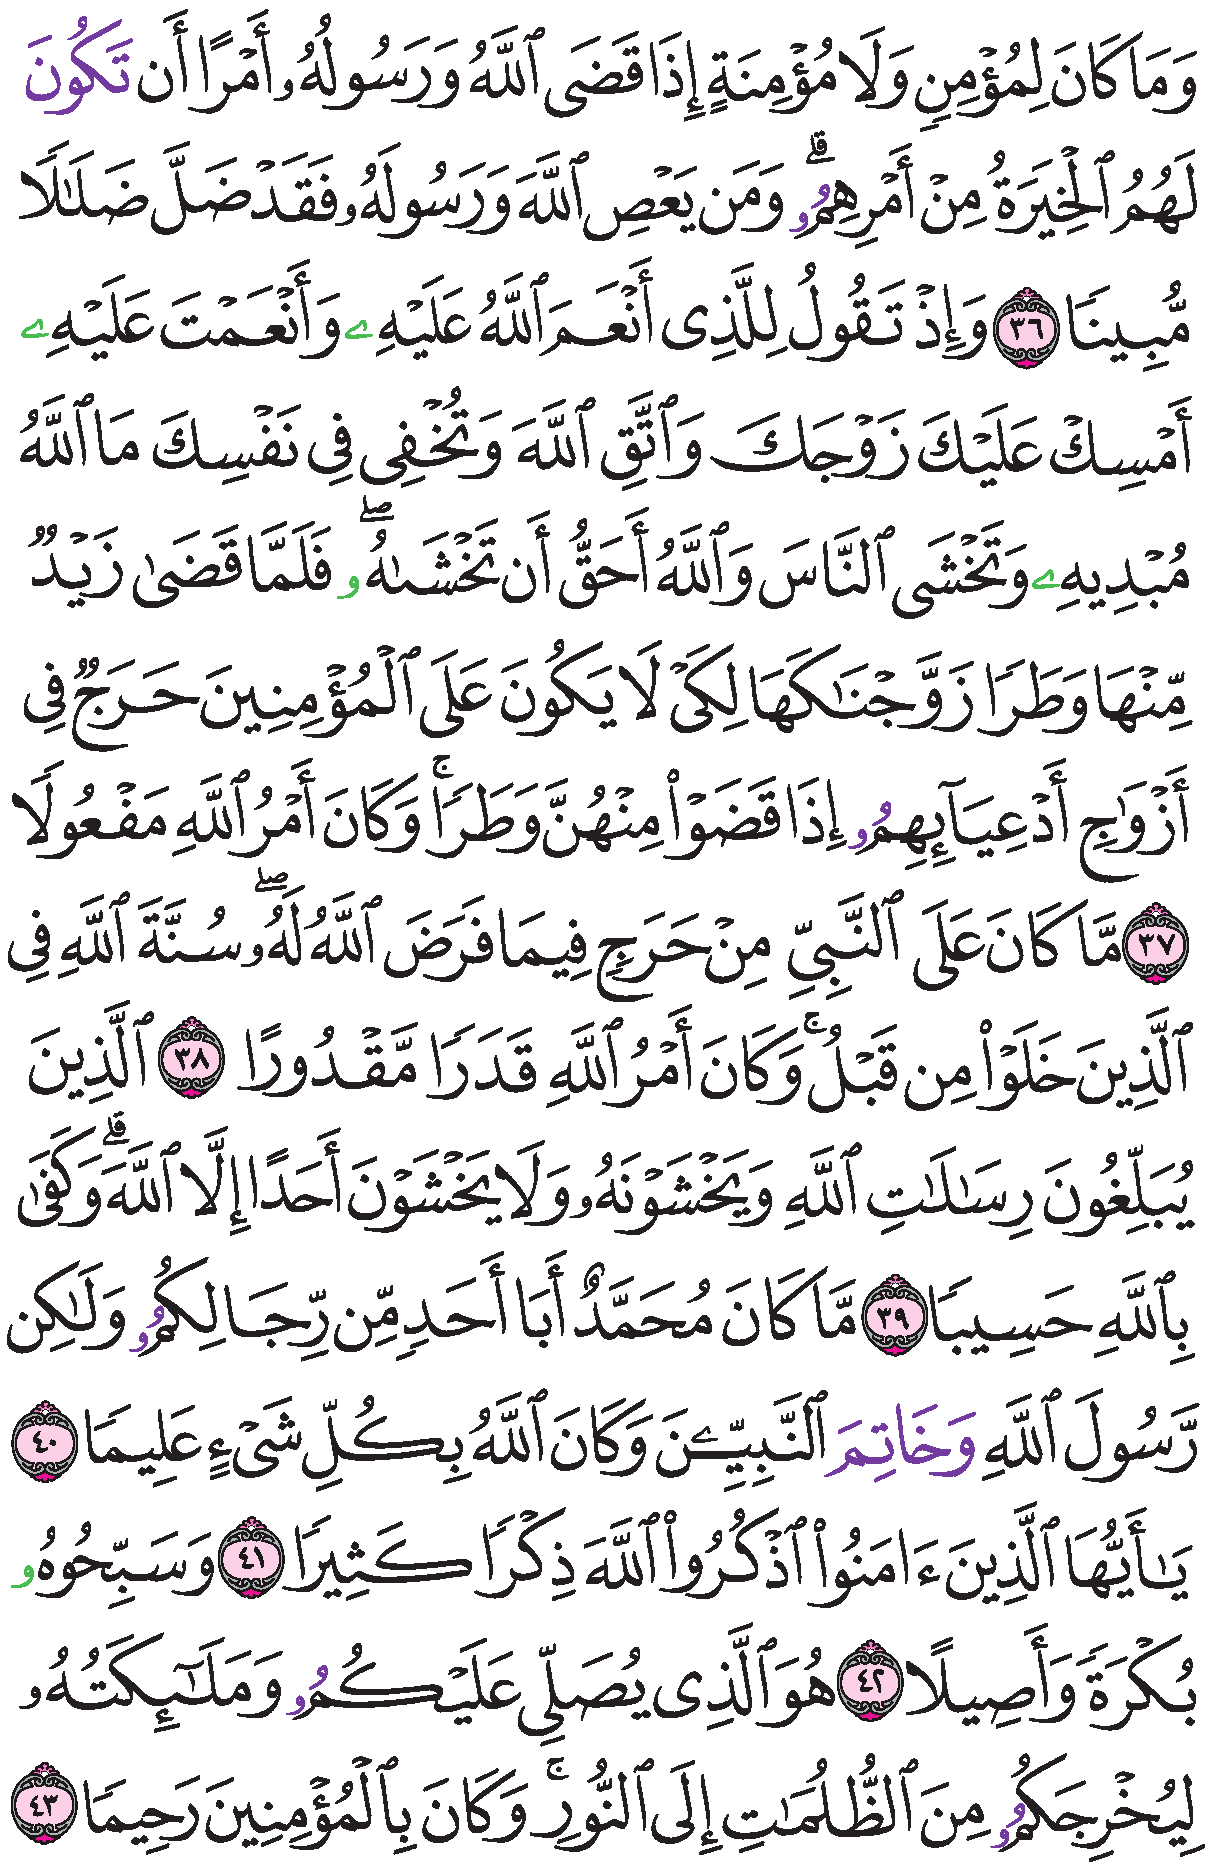 وَمَا كَانَ لِمُؤْمِنٖ وَلَا مُؤْمِنَةٍ إِذَا قَضَى ٱللَّهُ وَرَسُولُهُۥ أَمْرًا أَن تَكُونَ
لَهُمُ ٱلْخِيَرَةُ مِنْ أَمْرِهِمُۥۗ وَمَن يَعْصِ ٱللَّهَ وَرَسُولَهُۥ فَقَدْ ضَلَّ ضَلَٰلٗا
مُّبِينٗا ٣٦ وَإِذْ تَقُولُ لِلَّذِى أَنْعَمَ ٱللَّهُ عَلَيْهِۦ وَأَنْعَمْتَ عَلَيْهِۦ
أَمْسِكْ عَلَيْكَ زَوْجَكَ وَٱتَّقِ ٱللَّهَ وَتُخْفِى فِى نَفْسِكَ مَا ٱللَّهُ
مُبْدِيهِۦ وَتَخْشَى ٱلنَّاسَ وَٱللَّهُ أَحَقُّ أَن تَخْشَىٰهُۥۖ فَلَمَّا قَضَىٰ زَيْدٞ
مِّنْهَا وَطَرٗا زَوَّجْنَٰكَهَا لِكَىْ لَا يَكُونَ عَلَى ٱلْمُؤْمِنِينَ حَرَجٞ فِى
أَزْوَٰجِ أَدْعِيَآئِهِمُۥ إِذَا قَضَوْا۟ مِنْهُنَّ وَطَرٗاۚ وَكَانَ أَمْرُ ٱللَّهِ مَفْعُولٗا
٣٧ مَّا كَانَ عَلَى ٱلنَّبِىِّ مِنْ حَرَجٖ فِيمَا فَرَضَ ٱللَّهُ لَهُۥۖ سُنَّةَ ٱللَّهِ فِى
ٱلَّذِينَ خَلَوْا۟ مِن قَبْلُۚ وَكَانَ أَمْرُ ٱللَّهِ قَدَرٗا مَّقْدُورًا ٣٨ ٱلَّذِينَ
يُبَلِّغُونَ رِسَٰلَٰتِ ٱللَّهِ وَيَخْشَوْنَهُۥ وَلَا يَخْشَوْنَ أَحَدًا إِلَّا ٱللَّهَۗ وَكَفَىٰ
بِٱللَّهِ حَسِيبٗا ٣٩ مَّا كَانَ مُحَمَّدٌ أَبَا أَحَدٖ مِّن رِّجَالِكُمُۥ وَلَٰكِن
رَّسُولَ ٱللَّهِ وَخَاتِمَ ٱلنَّبِيِّۦنَ وَكَانَ ٱللَّهُ بِكُلِّ شَىْءٍ عَلِيمٗا ٤٠
يَٰأَيُّهَا ٱلَّذِينَ ءَامَنُوا۟ ٱذْكُرُوا۟ ٱللَّهَ ذِكْرٗا كَثِيرٗا ٤١ وَسَبِّحُوهُۥ
بُكْرَةٗ وَأَصِيلًا ٤٢ هُوَ ٱلَّذِى يُصَلِّى عَلَيْكُمُۥ وَمَلَٰٓئِكَتُهُۥ
لِيُخْرِجَكُمُۥ مِنَ ٱلظُّلُمَٰتِ إِلَى ٱلنُّورِۚ وَكَانَ بِٱلْمُؤْمِنِينَ رَحِيمٗا ٤٣